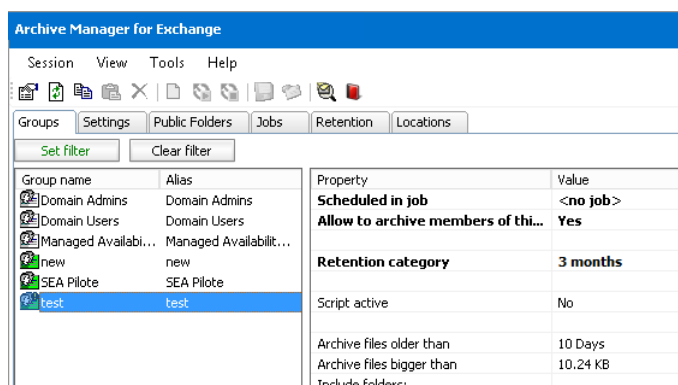 Archive Manager for Exchange
Session View Tools Help
Groups Settings Public Folders Jobs Retention Locations
Set filter Clear filter
Group name Alias Property Value
Domain Admins Domain Admins Scheduled in job <no job>
Domain Users Domain Users Allow to archive members of thi... Yes
Managed Availabi... Managed Availabilit...
new new Retention category 3 months
SEA Pilote SEA Pilote
test test Script active No
Archive files older than 10 Days
Archive files bigger than 10.24 KB
Include folders: